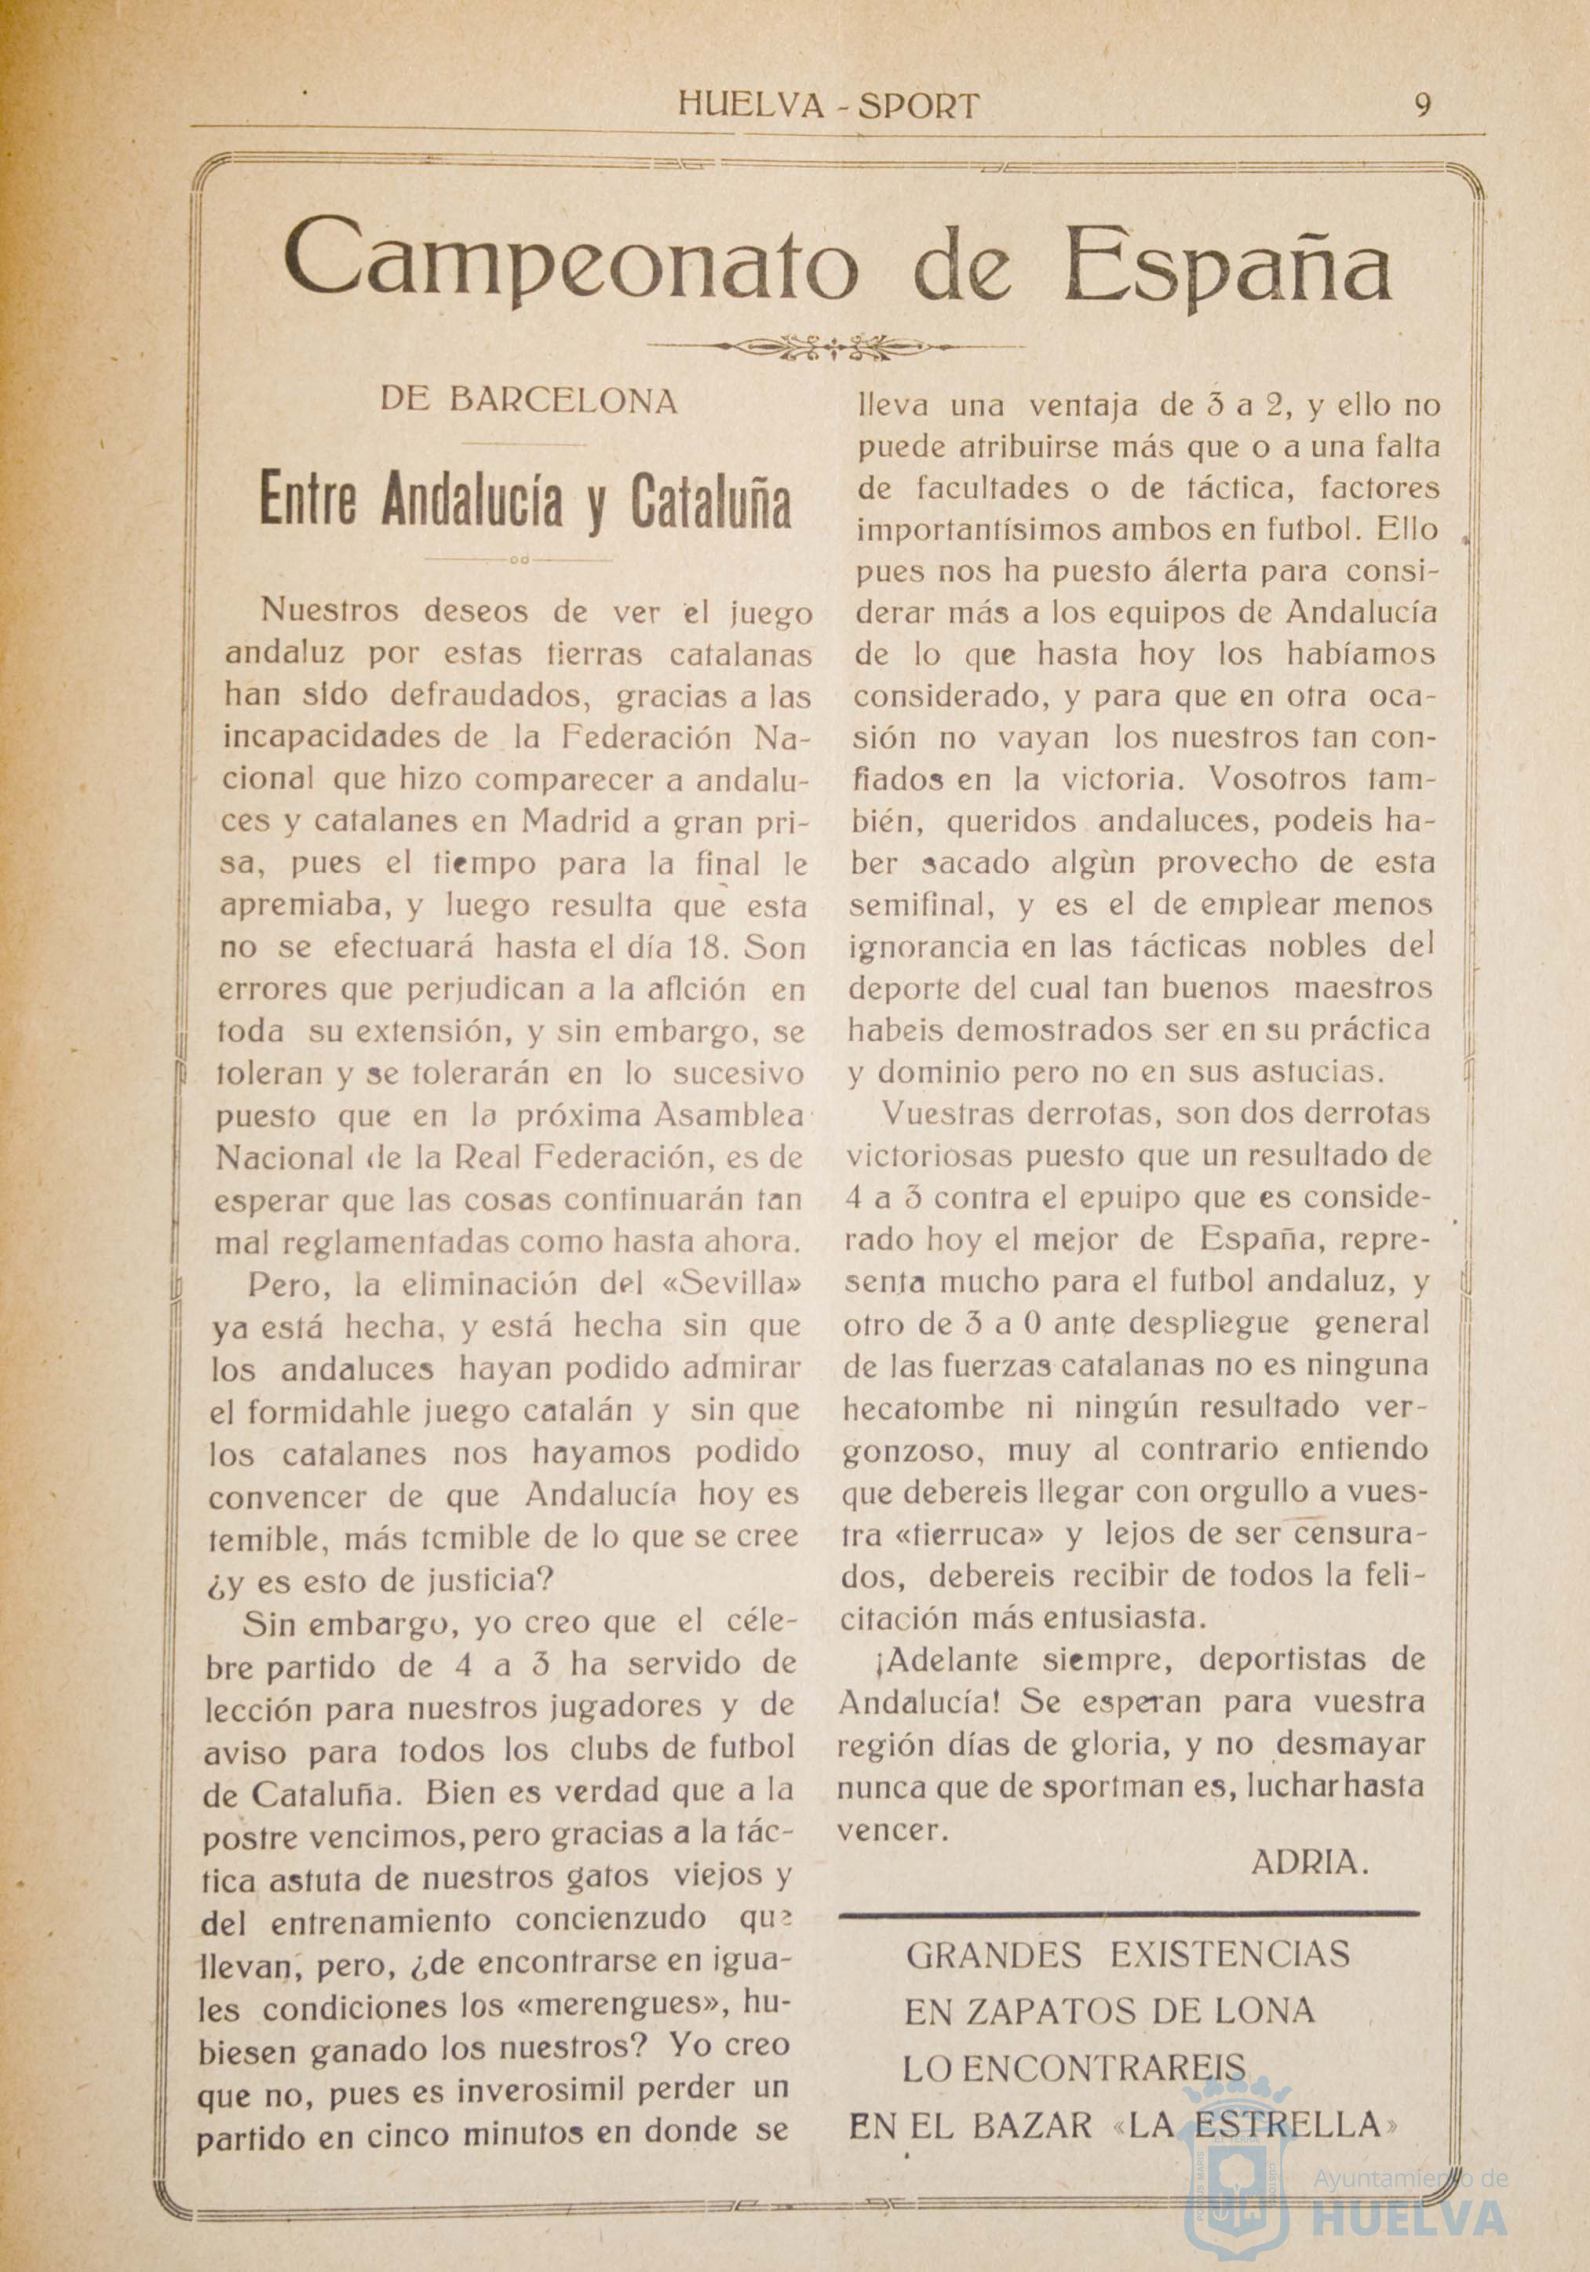 HUELVA - SPORT
9
Campeonato de España
DE BARCELONA
Entre Andalucía y Cataluña
Nuestros deseos de ver el juego
andaluz por estas tierras catalanas
han sido defraudados, gracias a las
incapacidades de la Federación Na-
cional que hizo comparecer a andalu-
ces y catalanes en Madrid a gran pri-
sa, pues el tiempo para la final le
apremiaba, y luego resulta que esta
no se efectuará hasta el día 18. Son
errores que perjudican a la afición en
toda su extensión, y sin embargo, se
toleran y se tolerarán en lo sucesivo
puesto que en la próxima Asamblea
Nacional de la Real Federación, es de
esperar que las cosas continuarán tan
mal reglamentadas como hasta ahora.
Pero, la eliminación del «Sevilla»
ya está hecha, y está hecha sin que
los andaluces hayan podido admirar
el formidahle juego catalán y sin que
los catalanes nos hayamos podido
convencer de que Andalucía hoy es
temible, más temible de lo que se cree
¿y es esto de justicia?
Sin embargo, yo creo que el céle-
bre partido de 4 a 3 ha servido de
lección para nuestros jugadores y de
aviso para todos los clubs de futbol
de Cataluña. Bien es verdad que a la
postre vencimos, pero gracias a la tác-
tica astuta de nuestros gatos viejos y
del entrenamiento concienzudo que
llevan, pero, ¿de encontrarse en igua-
les condiciones los «merengues», hu-
biesen ganado los nuestros? Yo creo
que no, pues es inverosimil perder un
partido en cinco minutos en donde se
lleva una ventaja de 3 a 2, y ello no
puede atribuirse más que o a una falta
de facultades o de táctica, factores
importantísimos ambos en futbol. Ello
pues nos ha puesto álerta para consi-
derar más a los equipos de Andalucía
de lo que hasta hoy los habíamos
considerado, y para que en otra oca-
sión no vayan los nuestros tan con-
fiados en la victoria. Vosotros tam-
bién, queridos andaluces, podeis ha-
ber sacado algùn provecho de esta
semifinal, y es el de emplear menos
ignorancia en las tácticas nobles del
deporte del cual tan buenos maestros
habeis demostrados ser en su práctica
y dominio pero no en sus astucias.
Vuestras derrotas, son dos derrotas
victoriosas puesto que un resultado de
4 a 3 contra el epuipo que es conside-
rado hoy el mejor de España, repre-
senta mucho para el futbol andaluz, y
otro de 3 a 0 ante despliegue general
de las fuerzas catalanas no es ninguna
hecatombe ni ningún resultado ver-
gonzoso, muy al contrario entiendo
que debereis llegar con orgullo a vues-
tra «tierruca» y lejos de ser censura-
dos, debereis recibir de todos la feli-
citación más entusiasta.
¡Adelante siempre, deportistas de
Andalucía! Se esperan para vuestra
región días de gloria, y no desmayar
nunca que de sportman es, luchar hasta
vencer.
ADRIA.
GRANDES EXISTENCIAS
EN ZAPATOS DE LONA
LO ENCONTRAREIS
EN EL BAZAR «LA ESTRELLA»
Ayuntamiento de
HUELVA